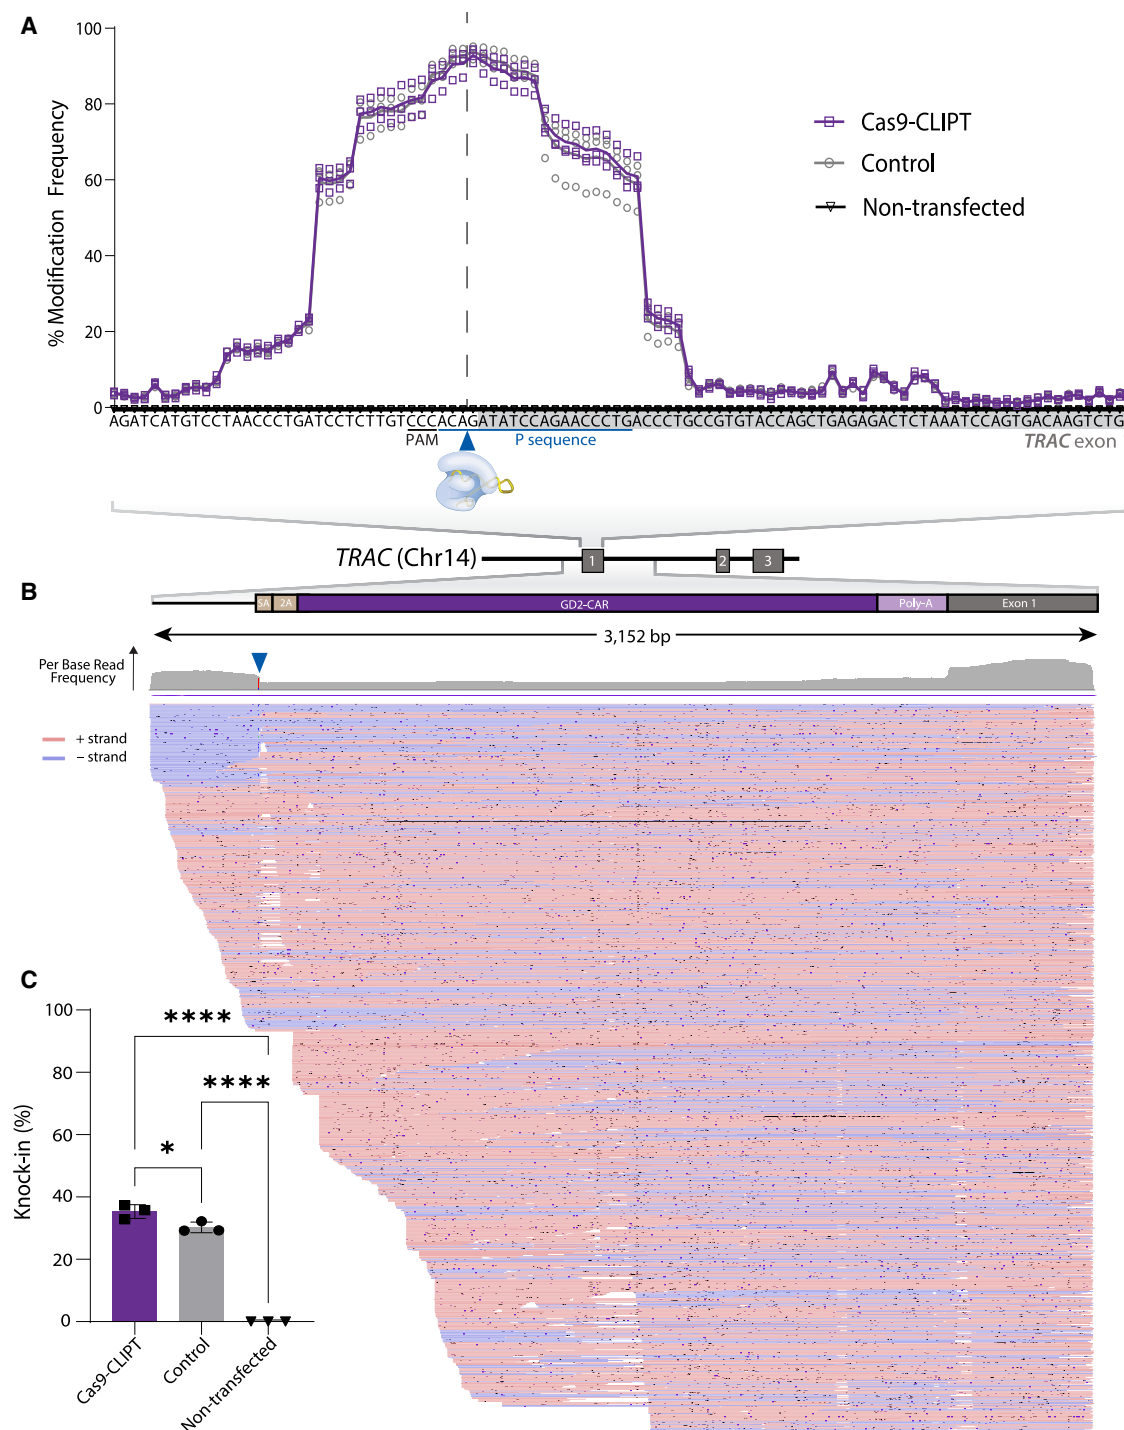 A
100
80
60
40
20
0
% Modification Frequency
Cas9-CLIPT
Control
Non-transfected
AGATCATGTCCTAACCCTGATCCTCTTGTCCCACAGATATCCAGAACCCTGACCCTGCCGTGTACCAGCTGAGAGACTCTAAATCCAGTGACAAGTCTG
PAM
P sequence
TRAC exon
TRAC (Chr14)
1
2
3
B
SA
2A
GD2-CAR
Poly-A
Exon 1
3,152 bp
Per Base Read
Frequency
+ strand
– strand
C
100
80
60
40
20
0
Knock-in (%)
****
****
*
Cas9-CLIPT
Control
Non-transfected